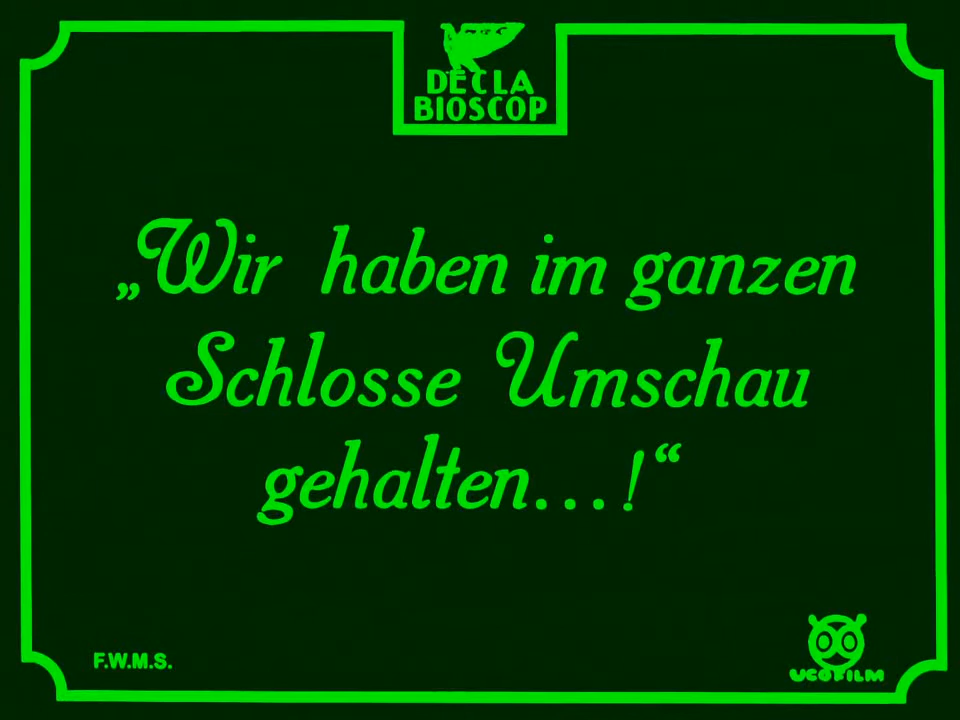 DECLA
BIOSCOP
„Wir haben im ganzen
Schlosse Umschau
gehalten...!“
F.W.M.S.
UCOFILM